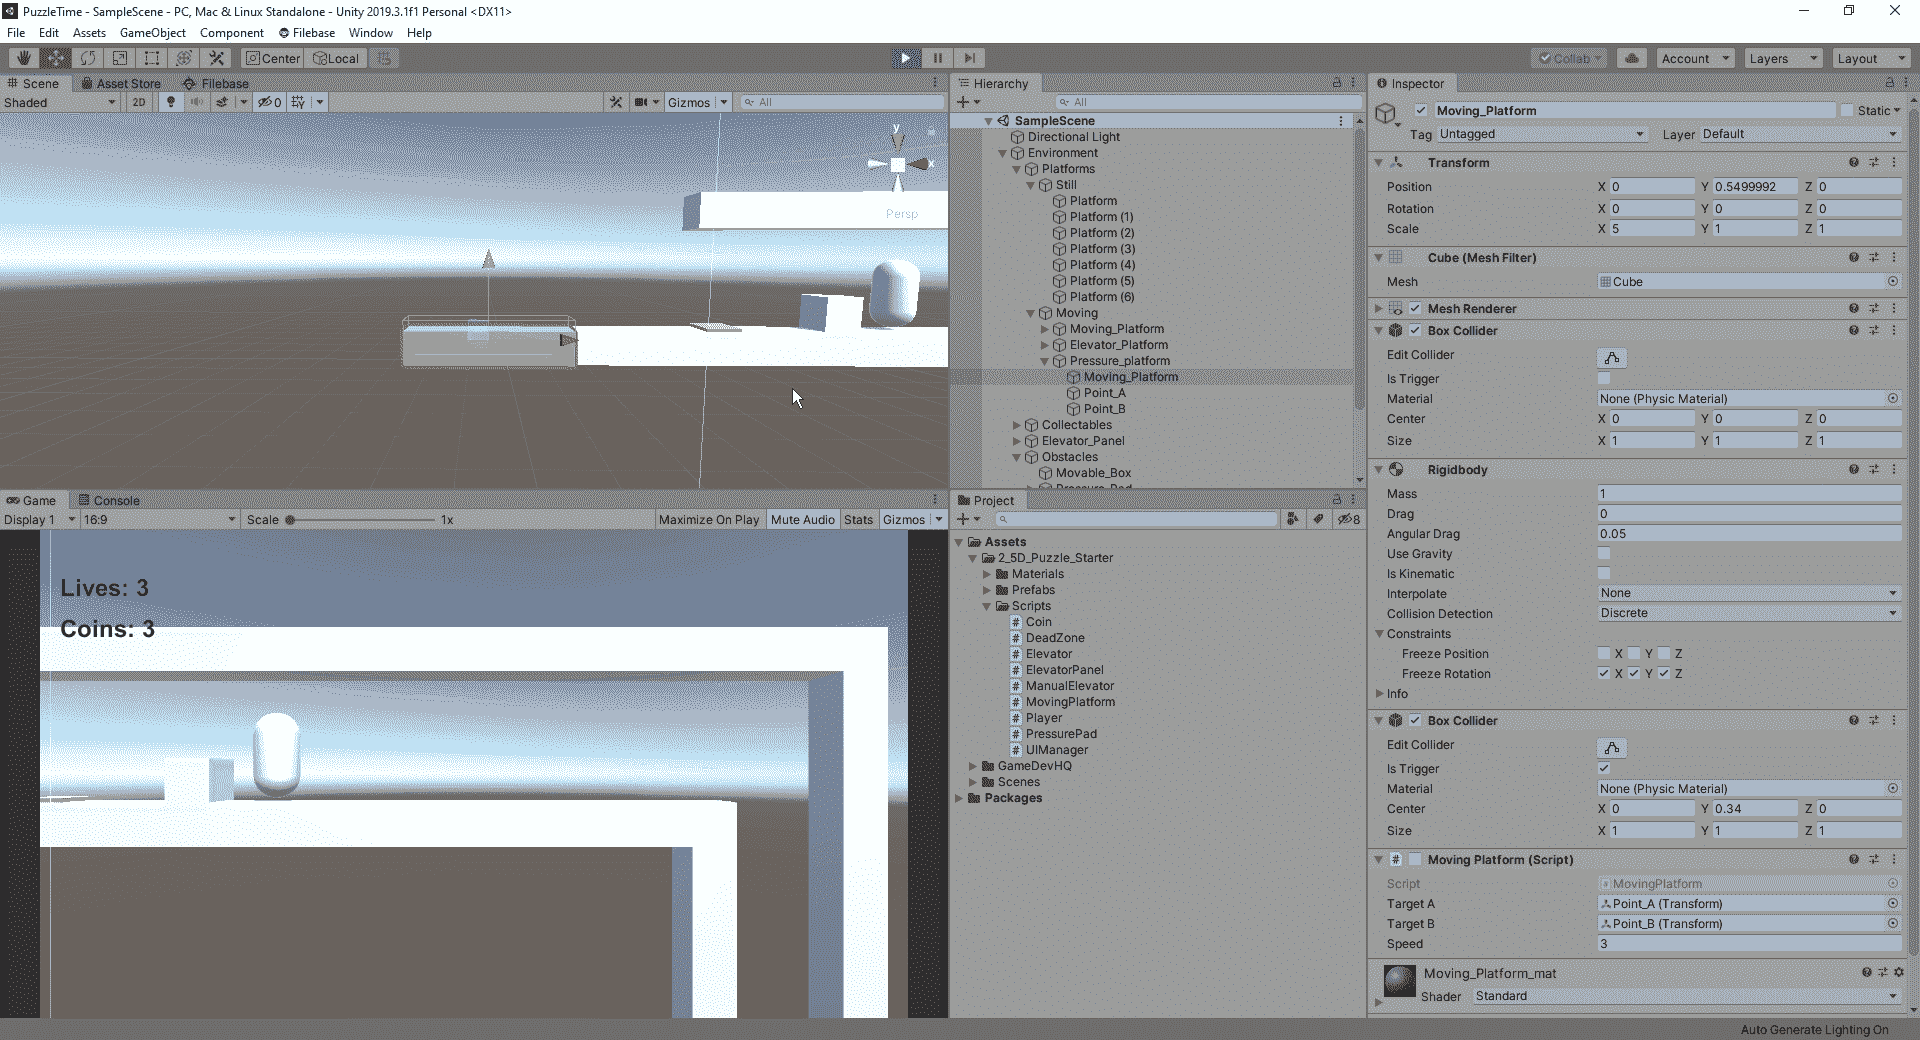 PuzzleTime - SampleScene - PC, Mac & Linux Standalone - Unity 2019.3.1f1 Personal <DX11>
File Edit Assets GameObject Component Filebase Window Help
Center Local Collab Account Layers Layout
Scene Asset Store Filebase
Shaded 2D 0 Gizmos All
y
x
Persp
Game Console
Display 1 16:9 Scale 1x Maximize On Play Mute Audio Stats Gizmos
Lives: 3
Coins: 3
Hierarchy
All
SampleScene
Directional Light
Environment
Platforms
Still
Platform
Platform (1)
Platform (2)
Platform (3)
Platform (4)
Platform (5)
Platform (6)
Moving
Moving_Platform
Elevator_Platform
Pressure_platform
Moving_Platform
Point_A
Point_B
Collectables
Elevator_Panel
Obstacles
Movable_Box
Pressure_Pad
Project
8
Assets
2_5D_Puzzle_Starter
Materials
Prefabs
Scripts
# Coin
# DeadZone
# Elevator
# ElevatorPanel
# ManualElevator
# MovingPlatform
# Player
# PressurePad
# UIManager
GameDevHQ
Scenes
Packages
Inspector
Moving_Platform Static
Tag Untagged Layer Default
Transform
Position X 0 Y 0.5499992 Z 0
Rotation X 0 Y 0 Z 0
Scale X 5 Y 1 Z 1
Cube (Mesh Filter)
Mesh Cube
Mesh Renderer
Box Collider
Edit Collider
Is Trigger
Material None (Physic Material)
Center X 0 Y 0 Z 0
Size X 1 Y 1 Z 1
Rigidbody
Mass 1
Drag 0
Angular Drag 0.05
Use Gravity
Is Kinematic
Interpolate None
Collision Detection Discrete
Constraints
Freeze Position X Y Z
Freeze Rotation X Y Z
Info
Box Collider
Edit Collider
Is Trigger
Material None (Physic Material)
Center X 0 Y 0.34 Z 0
Size X 1 Y 1 Z 1
# Moving Platform (Script)
Script # MovingPlatform
Target A Point_A (Transform)
Target B Point_B (Transform)
Speed 3
Moving_Platform_mat
Shader Standard
Auto Generate Lighting On